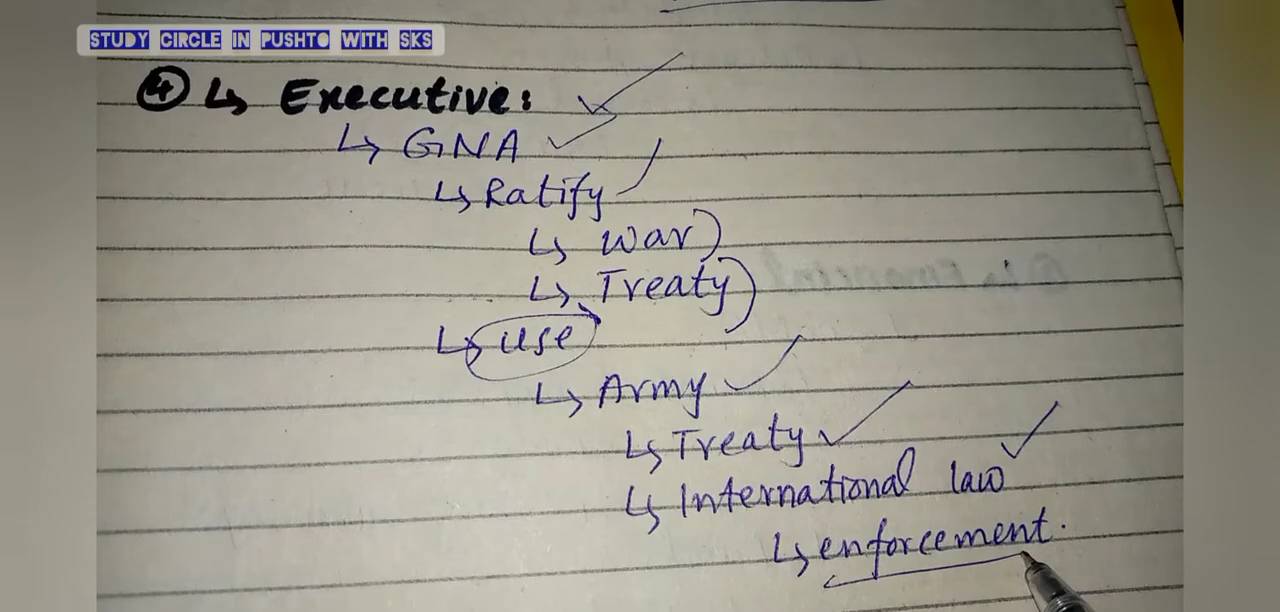 STUDY CIRCLE IN PUSHTO WITH SKS
④ ↳ Executive:
↳ GNA
↳ Ratify
↳ war)
↳ Treaty)
↳ use
↳ Army
↳ Treaty
↳ International law
↳ enforcement.